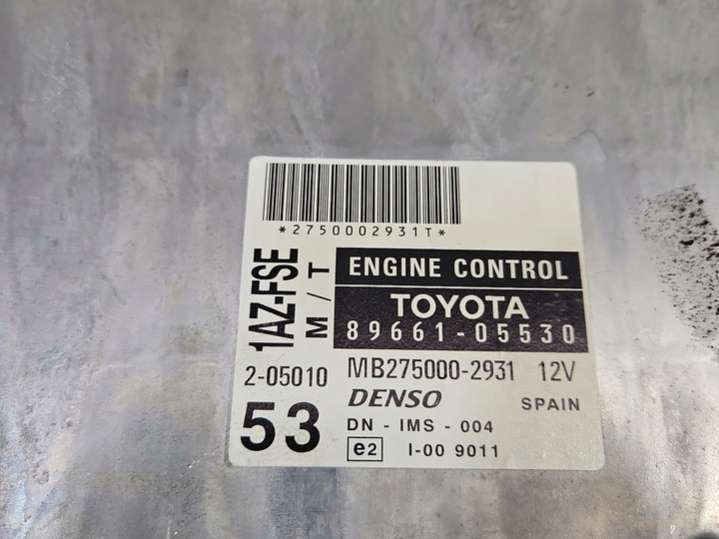 *2750002931T*
1AZ-FSE
M/T
ENGINE CONTROL
TOYOTA
89661-05530
2-05010
MB275000-2931 12V
53
DENSO SPAIN
DN - IMS - 004
e2 I-00 9011